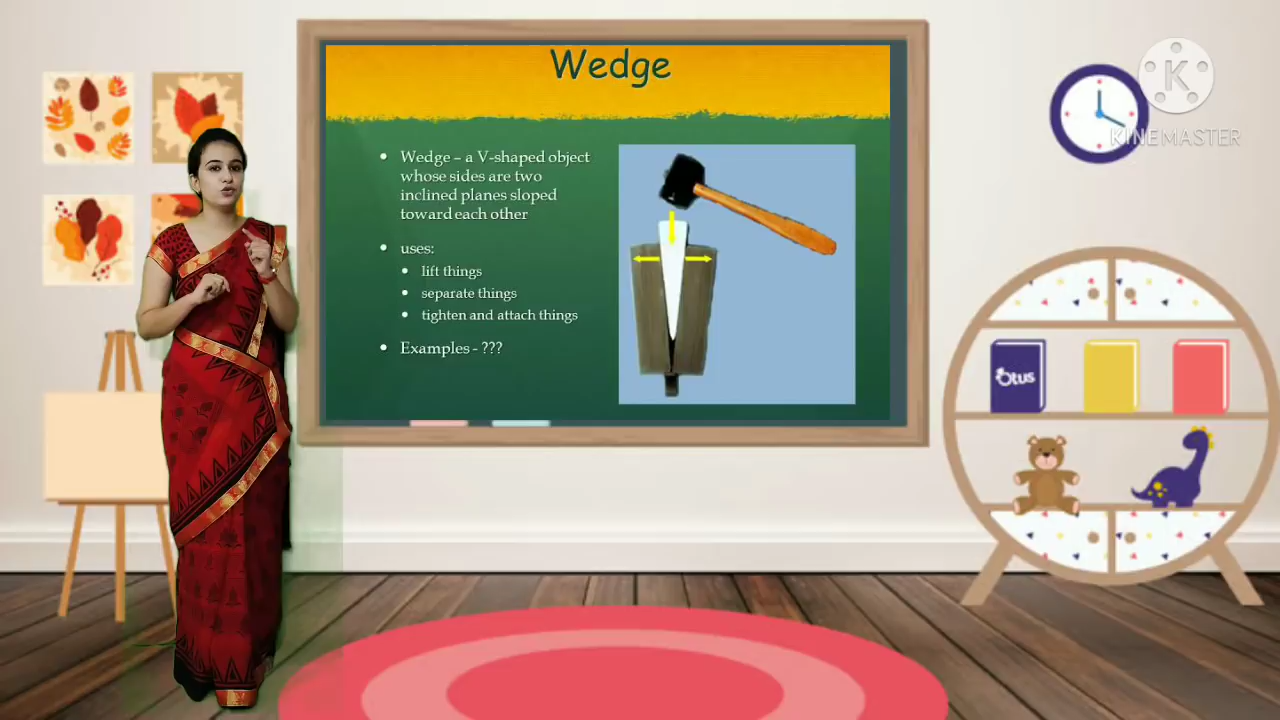 Wedge
• Wedge – a V-shaped object
whose sides are two
inclined planes sloped
toward each other
• uses:
• lift things
• separate things
• tighten and attach things
• Examples - ???
K
KINEMASTER
Otus